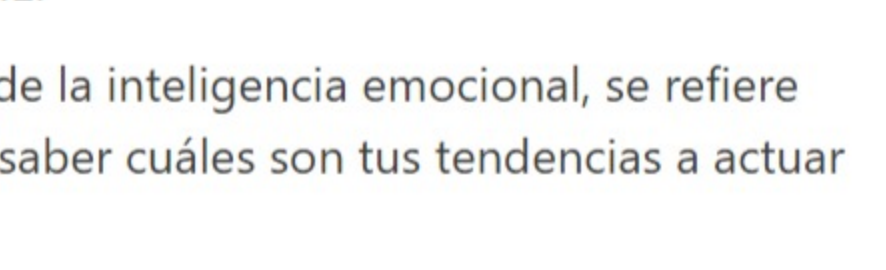 de la inteligencia emocional, se refiere
saber cuáles son tus tendencias a actuar